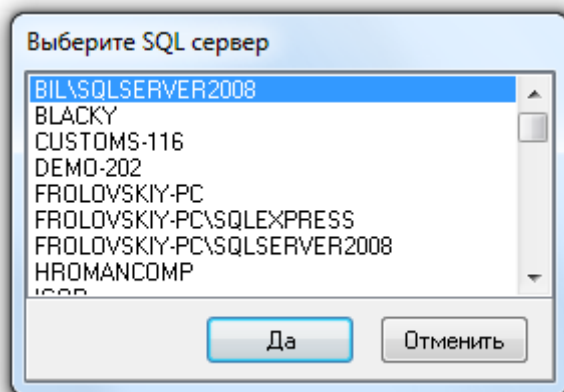 Выберите SQL сервер
BIL\SQLSERVER2008
BLACKY
CUSTOMS-116
DEMO-202
FROLOVSKIY-PC
FROLOVSKIY-PC\SQLEXPRESS
FROLOVSKIY-PC\SQLSERVER2008
HROMANCOMP
Да Отменить